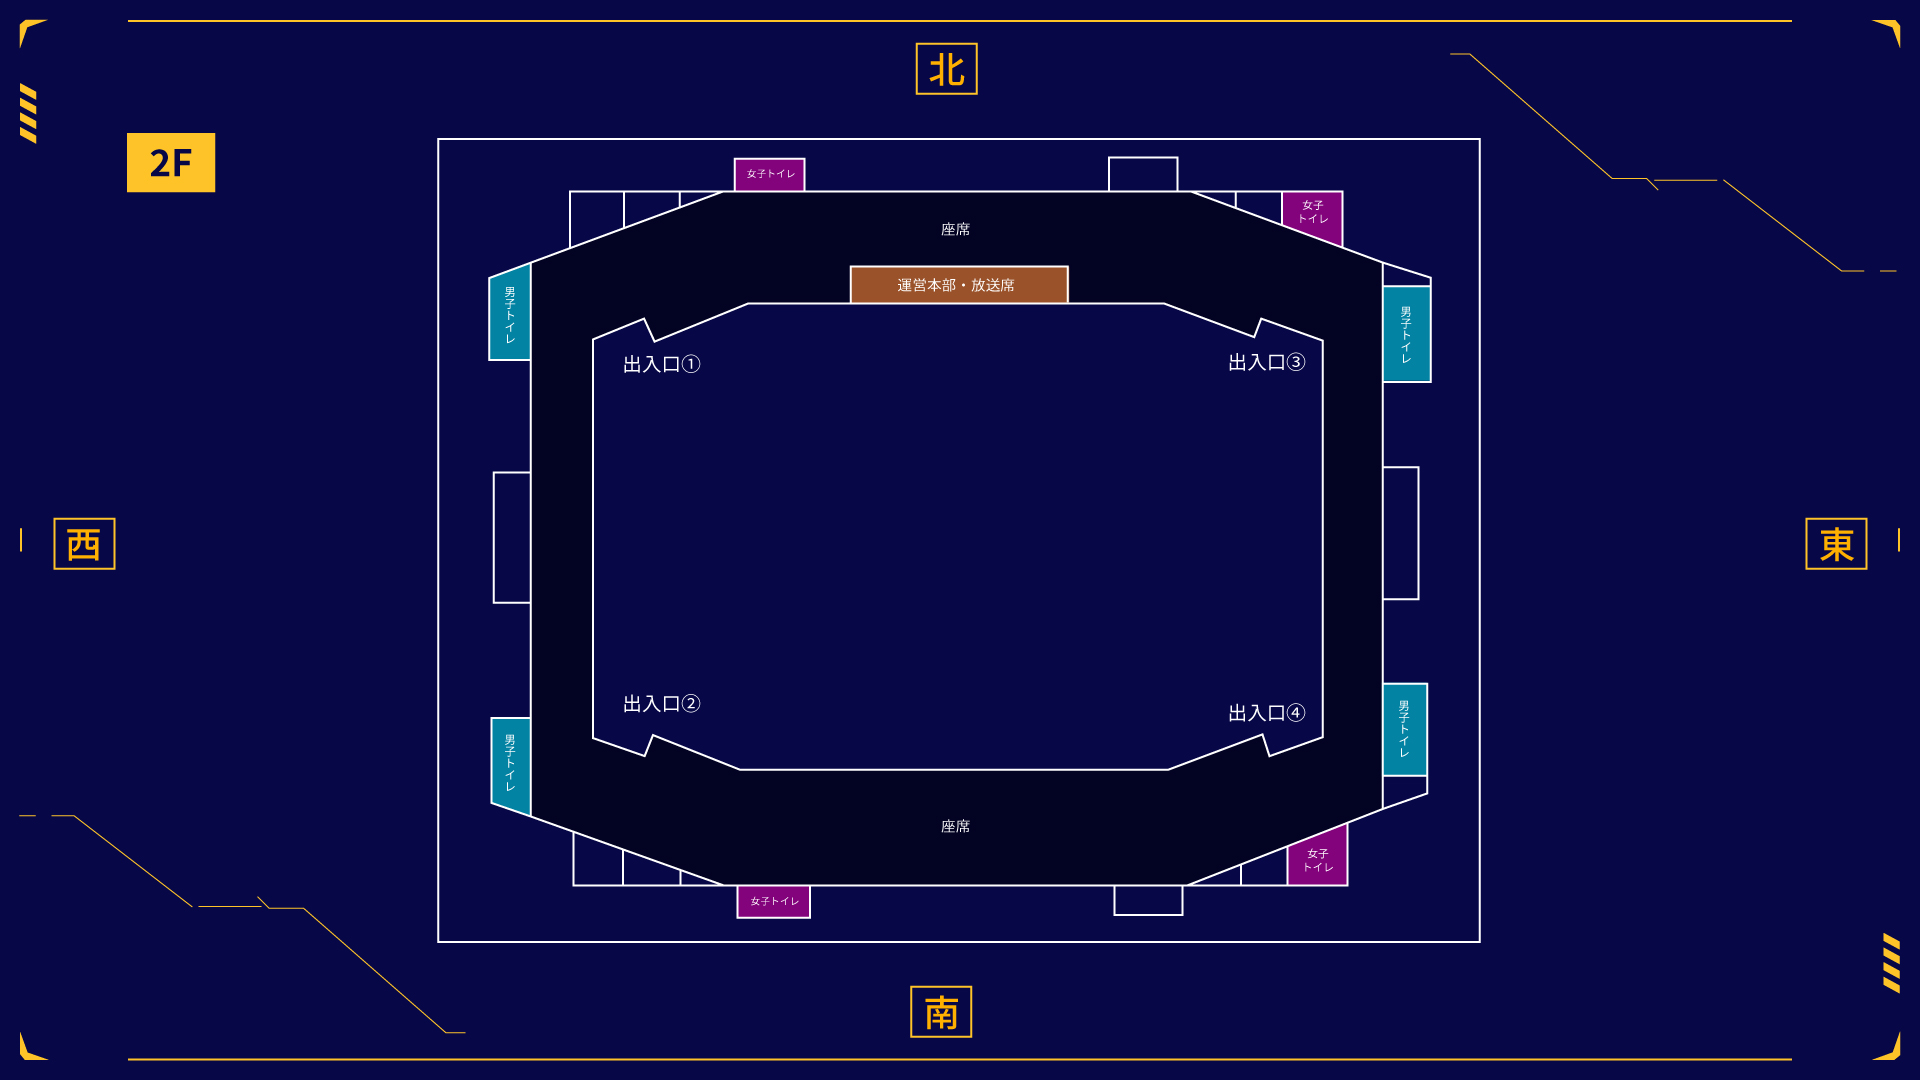 北
2F
女子トイレ
女子
トイレ
座席
運営本部・放送席
男子トイレ
男子トイレ
出入口①
出入口③
西
東
出入口②
出入口④
男子トイレ
男子トイレ
座席
女子
トイレ
女子トイレ
南